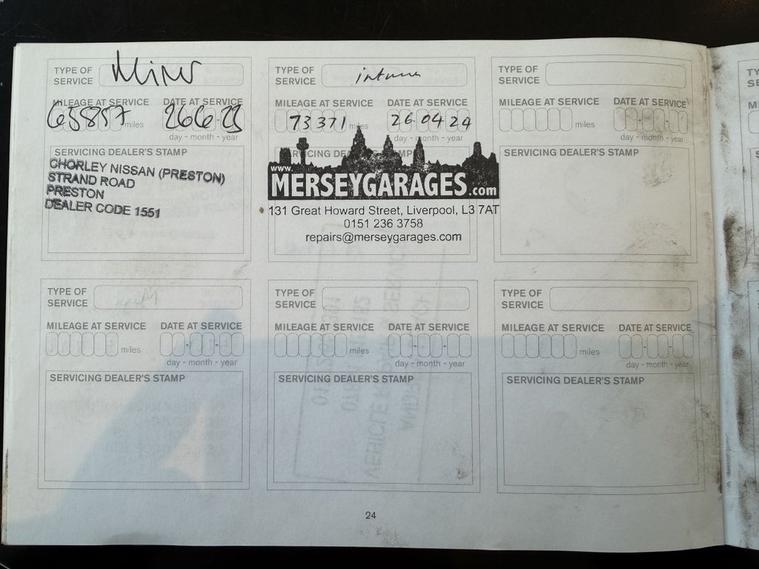 TYPE OF SERVICE Minor
MILEAGE AT SERVICE DATE AT SERVICE
65857 miles 26 6 23
day - month - year
SERVICING DEALER'S STAMP
CHORLEY NISSAN (PRESTON)
STRAND ROAD
PRESTON
DEALER CODE 1551
TYPE OF SERVICE
MILEAGE AT SERVICE DATE AT SERVICE
73371 miles 26 04 24
day - month - year
www.
MERSEYGARAGES.com
131 Great Howard Street, Liverpool, L3 7AT
0151 236 3758
repairs@merseygarages.com
TYPE OF SERVICE
MILEAGE AT SERVICE DATE AT SERVICE
miles
day - month - year
SERVICING DEALER'S STAMP
TYPE OF SERVICE
MILEAGE AT SERVICE DATE AT SERVICE
miles
day - month - year
SERVICING DEALER'S STAMP
TYPE OF SERVICE
MILEAGE AT SERVICE DATE AT SERVICE
miles
day - month - year
SERVICING DEALER'S STAMP
TYPE OF SERVICE
MILEAGE AT SERVICE DATE AT SERVICE
miles
day - month - year
SERVICING DEALER'S STAMP
24